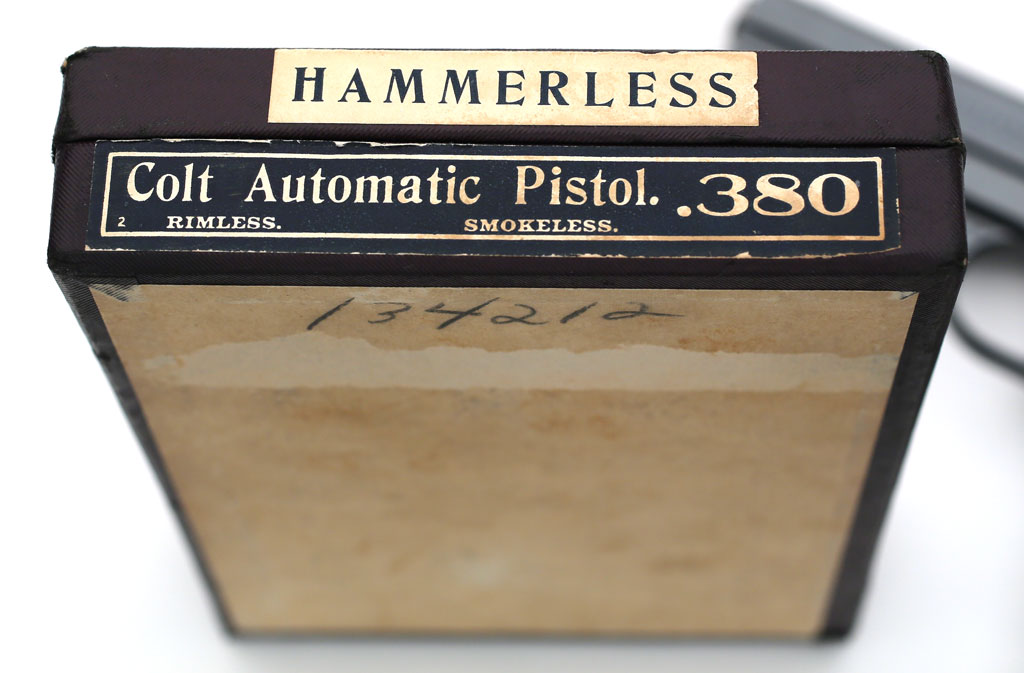 HAMMERLESS
Colt Automatic Pistol. .380
2 RIMLESS. SMOKELESS.
134212